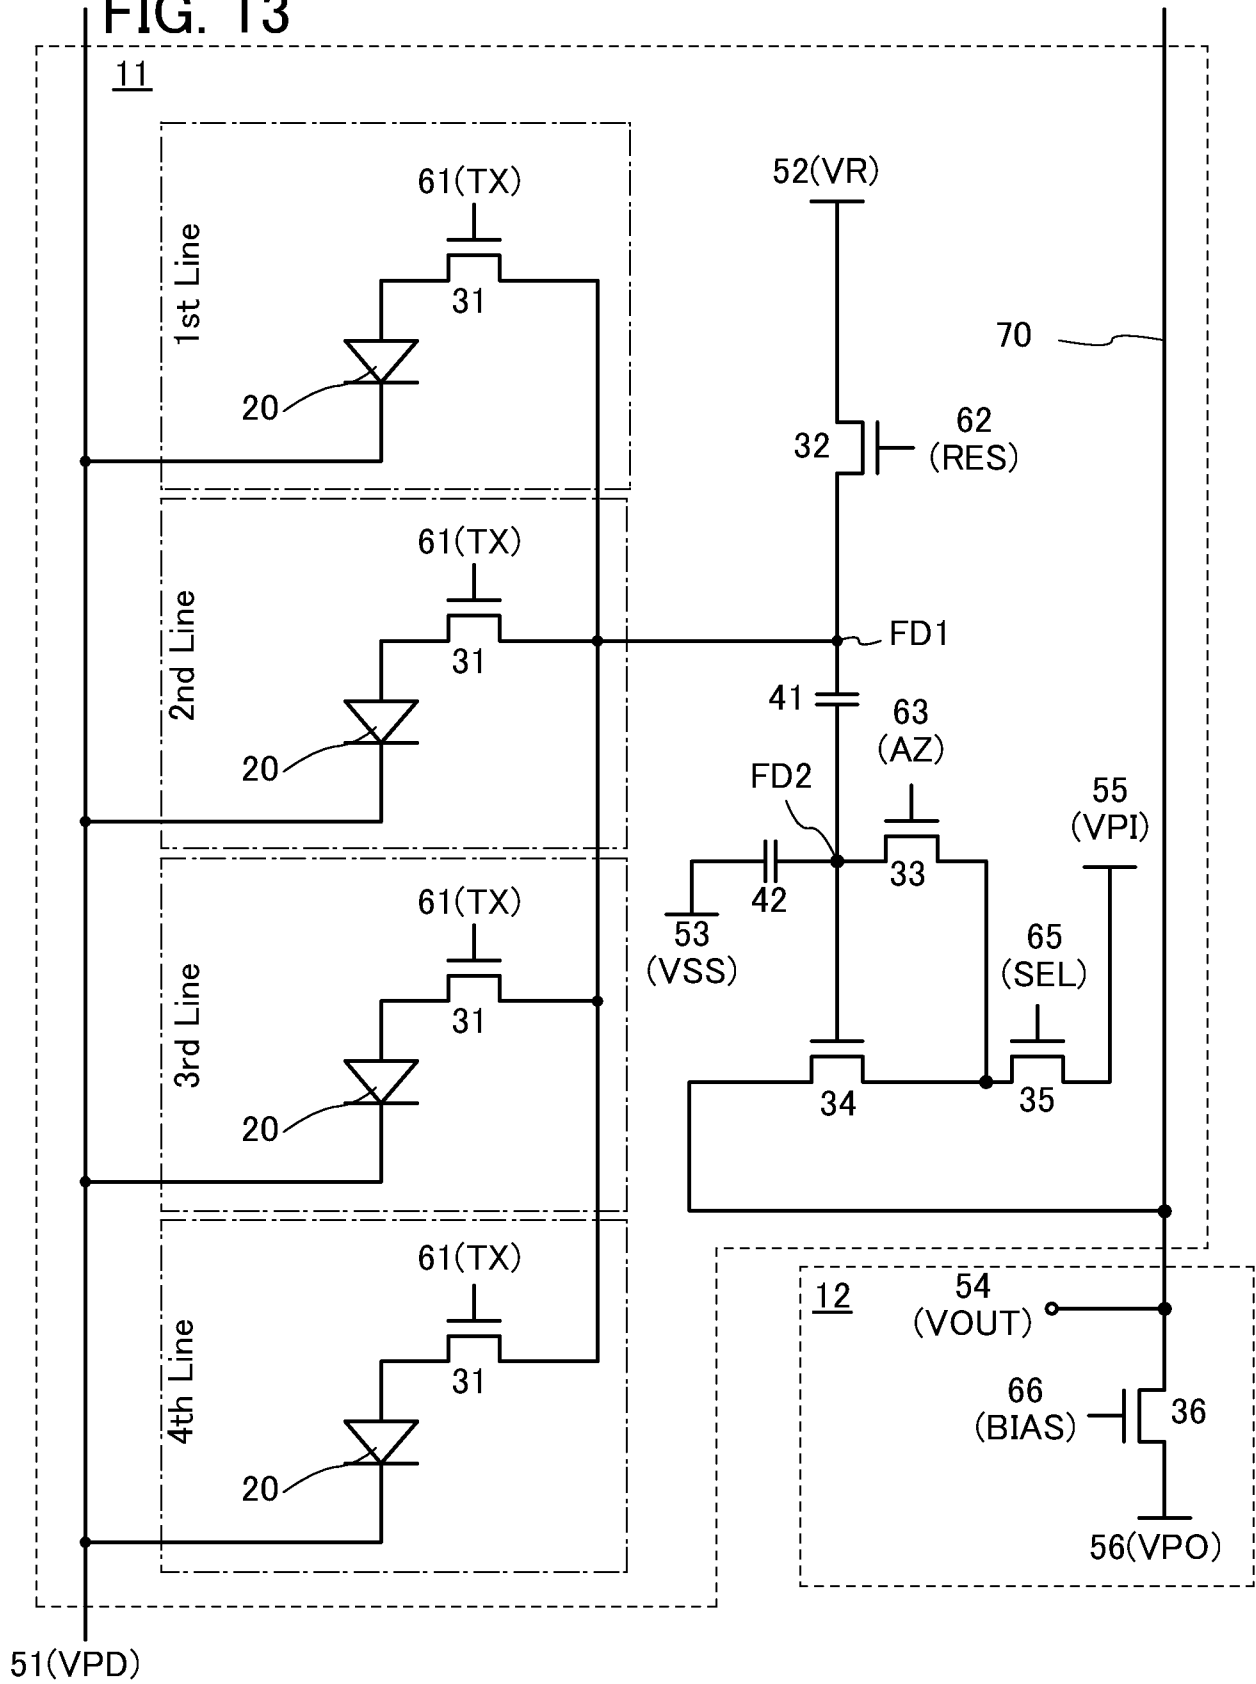 FIG. 13
11
1st Line
61(TX)
31
20
2nd Line
61(TX)
31
20
3rd Line
61(TX)
31
20
4th Line
61(TX)
31
20
51(VPD)
52(VR)
32
62
(RES)
70
FD1
41
63
(AZ)
FD2
42
33
53
(VSS)
55
(VPI)
65
(SEL)
34
35
12
54
(VOUT)
66
(BIAS)
36
56(VPO)